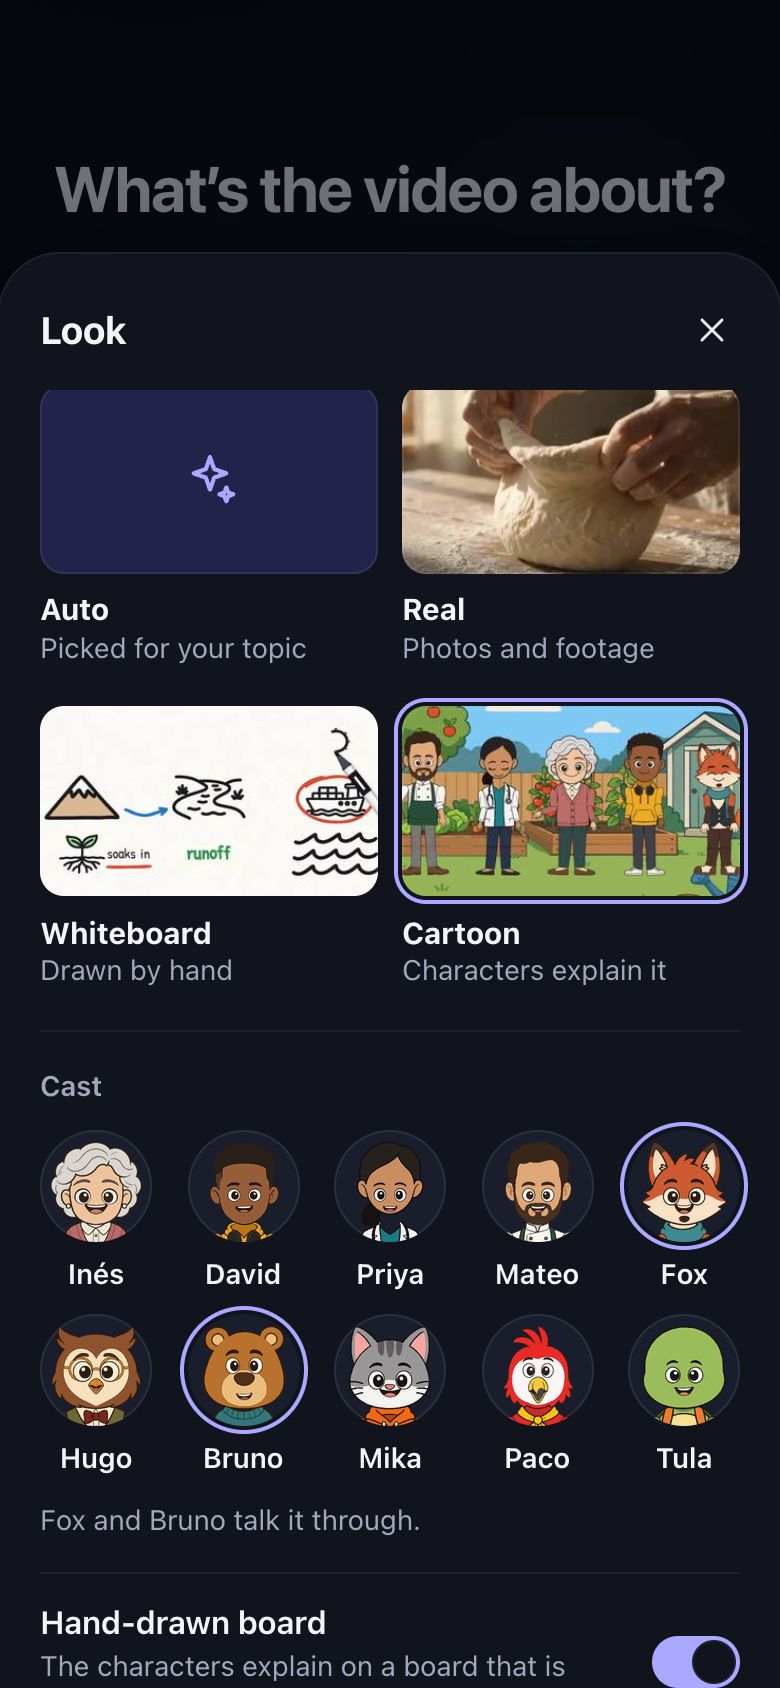 What's the video about?
Look
Auto
Picked for your topic
Real
Photos and footage
soaks in
runoff
Whiteboard
Drawn by hand
Cartoon
Characters explain it
Cast
Inés
David
Priya
Mateo
Fox
Hugo
Bruno
Mika
Paco
Tula
Fox and Bruno talk it through.
Hand-drawn board
The characters explain on a board that is